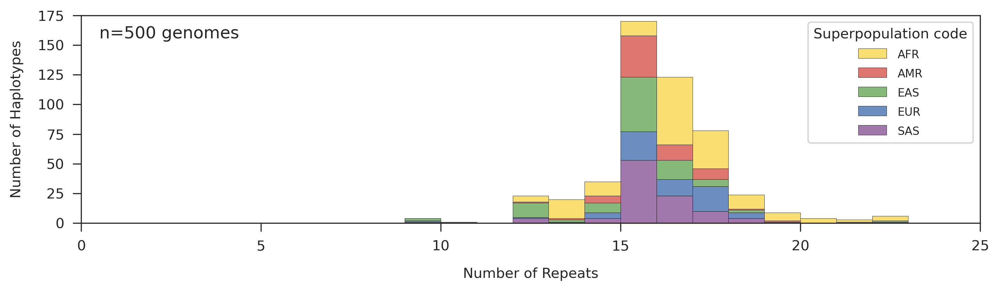 n=500 genomes
Superpopulation code
AFR
AMR
EAS
EUR
SAS
Number of Haplotypes
175
150
125
100
75
50
25
0
0 5 10 15 20 25
Number of Repeats